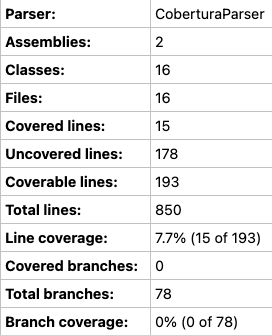 Parser: CoberturaParser
Assemblies: 2
Classes: 16
Files: 16
Covered lines: 15
Uncovered lines: 178
Coverable lines: 193
Total lines: 850
Line coverage: 7.7% (15 of 193)
Covered branches: 0
Total branches: 78
Branch coverage: 0% (0 of 78)